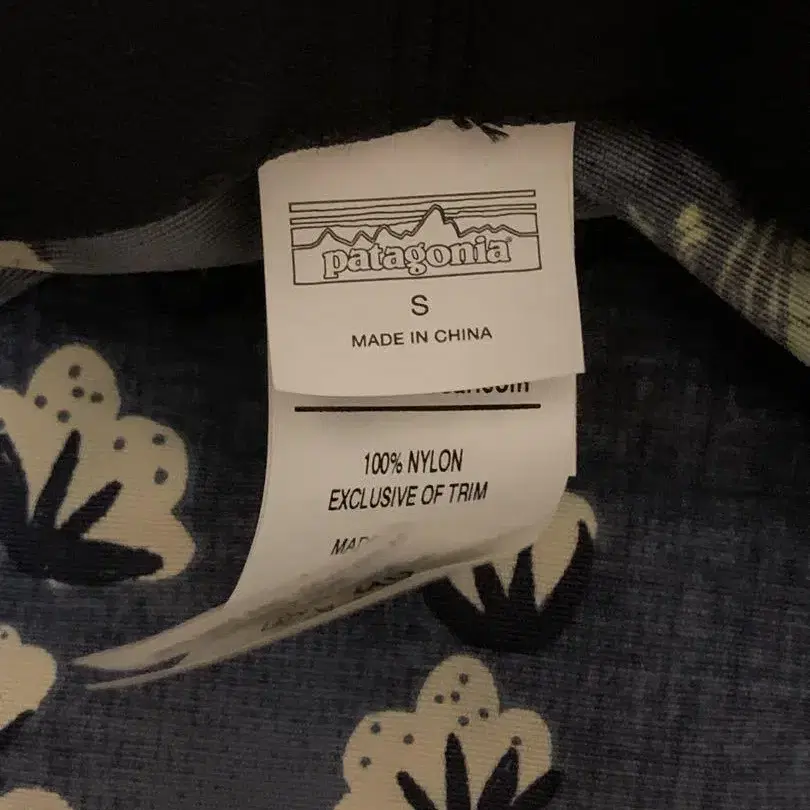 patagonia
S
MADE IN CHINA
100% NYLON
EXCLUSIVE OF TRIM